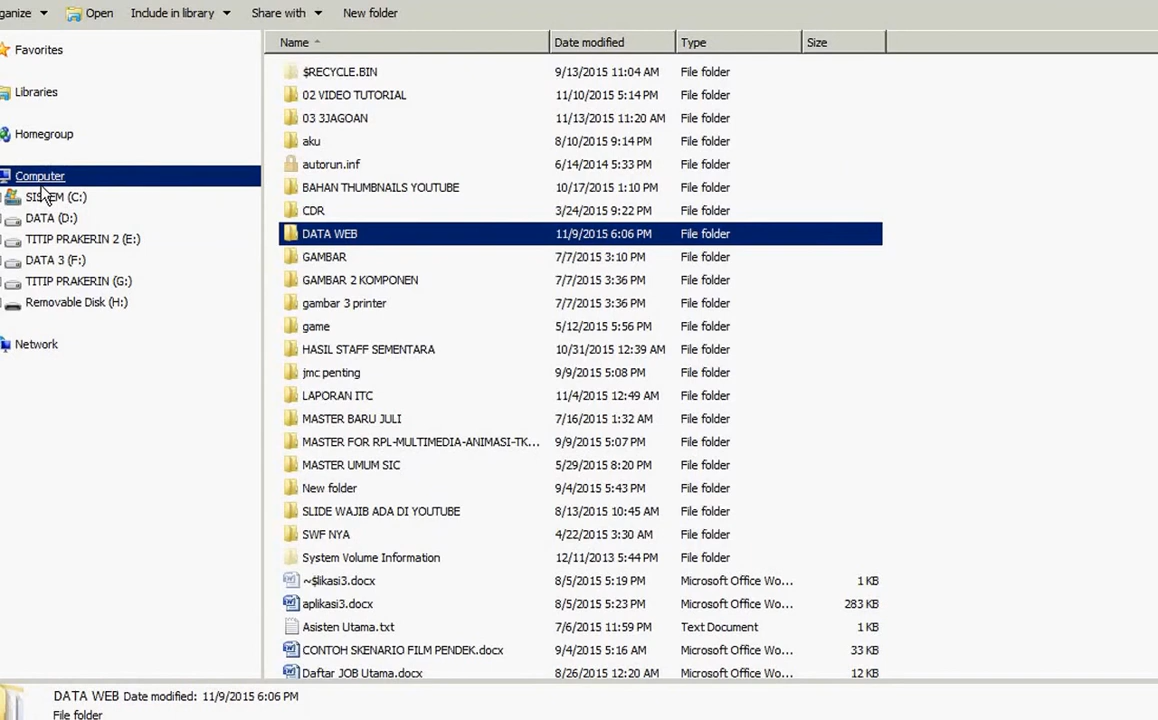 ganize Open Include in library Share with New folder
Name Date modified Type Size
Favorites
Libraries
Homegroup
Computer
(C:)
DATA (D:)
TITIP PRAKERIN 2 (E:)
DATA 3 (F:)
TITIP PRAKERIN (G:)
Removable Disk (H:)
Network
$RECYCLE.BIN 9/13/2015 11:04 AM File folder
02 VIDEO TUTORIAL 11/10/2015 5:14 PM File folder
03 3JAGOAN 11/13/2015 11:20 AM File folder
aku 8/10/2015 9:14 PM File folder
autorun.inf 6/14/2014 5:33 PM File folder
BAHAN THUMBNAILS YOUTUBE 10/17/2015 1:10 PM File folder
CDR 3/24/2015 9:22 PM File folder
DATA WEB 11/9/2015 6:06 PM File folder
GAMBAR 7/7/2015 3:10 PM File folder
GAMBAR 2 KOMPONEN 7/7/2015 3:36 PM File folder
gambar 3 printer 7/7/2015 3:36 PM File folder
game 5/12/2015 5:56 PM File folder
HASIL STAFF SEMENTARA 10/31/2015 12:39 AM File folder
jmc penting 9/9/2015 5:08 PM File folder
LAPORAN ITC 11/4/2015 12:49 AM File folder
MASTER BARU JULI 7/16/2015 1:32 AM File folder
MASTER FOR RPL-MULTIMEDIA-ANIMASI-TK... 9/9/2015 5:07 PM File folder
MASTER UMUM SIC 5/29/2015 8:20 PM File folder
New folder 9/4/2015 5:43 PM File folder
SLIDE WAJIB ADA DI YOUTUBE 8/13/2015 10:45 AM File folder
SWF NYA 4/22/2015 3:30 AM File folder
System Volume Information 12/11/2013 5:44 PM File folder
~$likasi3.docx 8/5/2015 5:19 PM Microsoft Office Wo... 1 KB
aplikasi3.docx 8/5/2015 5:23 PM Microsoft Office Wo... 283 KB
Asisten Utama.txt 7/6/2015 11:59 PM Text Document 1 KB
CONTOH SKENARIO FILM PENDEK.docx 9/4/2015 5:16 AM Microsoft Office Wo... 33 KB
Daftar JOB Utama.docx 8/26/2015 12:20 AM Microsoft Office Wo... 12 KB
DATA WEB Date modified: 11/9/2015 6:06 PM
File folder